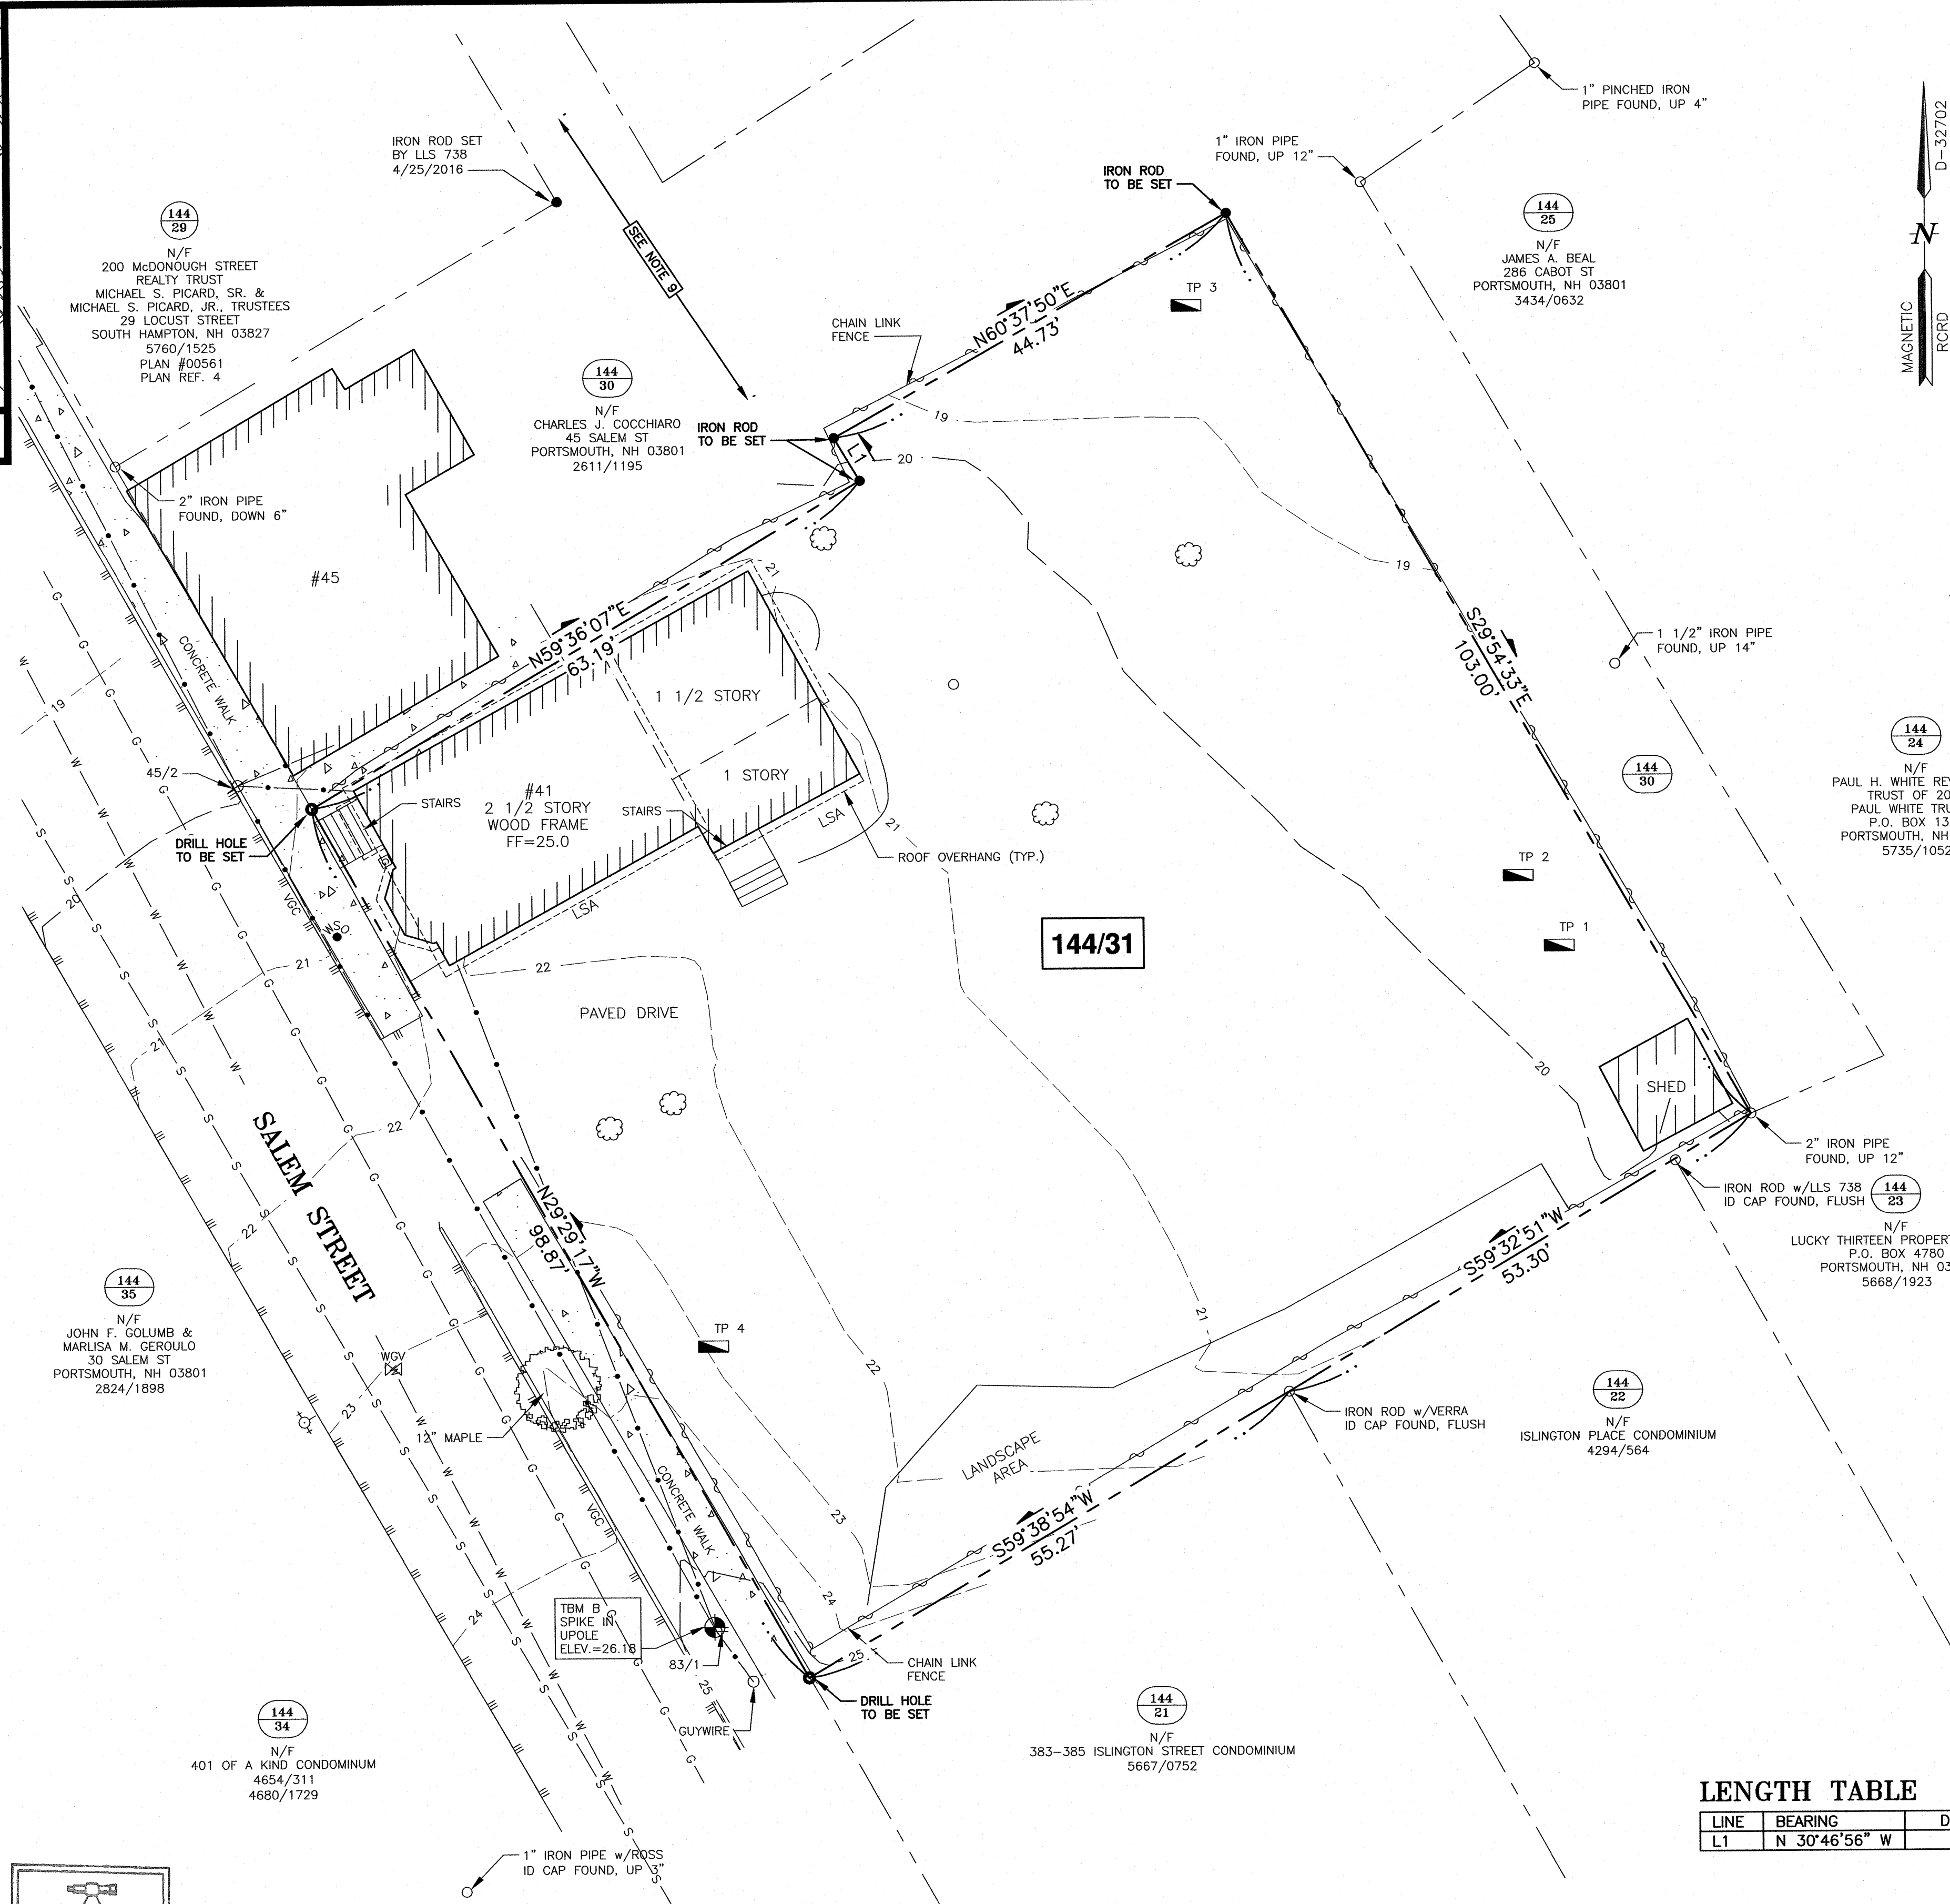 1” PINCHED IRON
PIPE FOUND, UP 4”
D-32702
MAGNETIC
RCRD
N
IRON ROD SET
BY LLS 738
4/25/2016
1” IRON PIPE
FOUND, UP 12”
IRON ROD
TO BE SET
144
29
N/F
200 McDONOUGH STREET
REALTY TRUST
MICHAEL S. PICARD, SR. &
MICHAEL S. PICARD, JR., TRUSTEES
29 LOCUST STREET
SOUTH HAMPTON, NH 03827
5760/1525
PLAN #00561
PLAN REF. 4
SEE NOTE 9
144
25
N/F
JAMES A. BEAL
286 CABOT ST
PORTSMOUTH, NH 03801
3434/0632
TP 3
CHAIN LINK
FENCE
N60°37’50”E
44.73’
144
30
N/F
CHARLES J. COCCHIARO
45 SALEM ST
PORTSMOUTH, NH 03801
2611/1195
IRON ROD
TO BE SET
L1
19
20
2” IRON PIPE
FOUND, DOWN 6”
#45
19
21
N59°36’07”E
63.19’
S29°54’33”E
103.00’
1 1/2” IRON PIPE
FOUND, UP 14”
CONCRETE WALK
19
1 1/2 STORY
1 STORY
144
24
N/F
PAUL H. WHITE RE
TRUST OF 20
PAUL WHITE TRU
P.O. BOX 13
PORTSMOUTH, NH
5735/1052
144
30
45/2
STAIRS
#41
2 1/2 STORY
WOOD FRAME
FF=25.0
STAIRS
LSA
21
ROOF OVERHANG (TYP.)
DRILL HOLE
TO BE SET
G
TP 2
VGC
LSA
20
WSO
TP 1
144/31
21
22
PAVED DRIVE
21
20
SHED
22
SALEM STREET
2” IRON PIPE
FOUND, UP 12”
IRON ROD w/LLS 738
ID CAP FOUND, FLUSH
144
23
N/F
LUCKY THIRTEEN PROPER
P.O. BOX 4780
PORTSMOUTH, NH 03
5668/1923
N29°29’17”W
98.87’
S59°32’51”W
53.30’
22
144
35
N/F
JOHN F. GOLUMB &
MARLISA M. GEROULO
30 SALEM ST
PORTSMOUTH, NH 03801
2824/1898
TP 4
21
22
WGV
23
12” MAPLE
144
22
N/F
ISLINGTON PLACE CONDOMINIUM
4294/564
IRON ROD w/VERRA
ID CAP FOUND, FLUSH
LANDSCAPE
AREA
CONCRETE WALK
VGC
23
S59°38’54”W
55.27’
24
24
TBM B
SPIKE IN
UPOLE
ELEV.=26.18
83/1
25
25
CHAIN LINK
FENCE
DRILL HOLE
TO BE SET
GUYWIRE
144
34
N/F
401 OF A KIND CONDOMINUM
4654/311
4680/1729
144
21
N/F
383-385 ISLINGTON STREET CONDOMINIUM
5667/0752
LENGTH TABLE
LINE BEARING D
L1 N 30°46’56” W
1” IRON PIPE w/ROSS
ID CAP FOUND, UP 3”